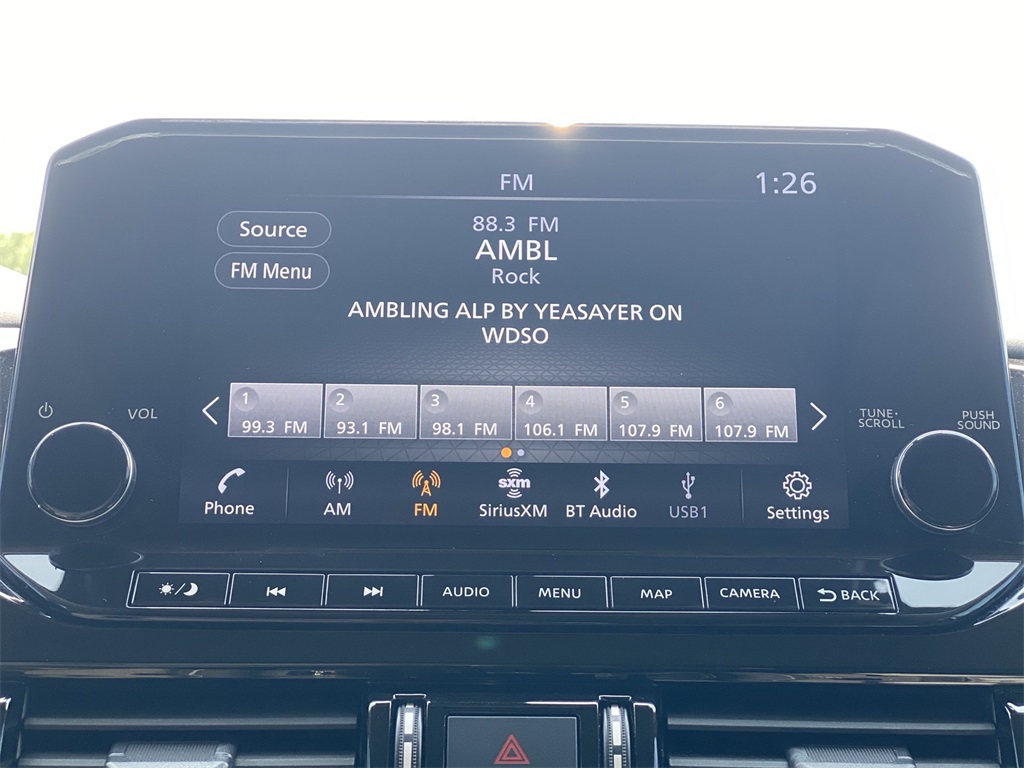 FM
1:26
Source
88.3 FM
AMBL
FM Menu
Rock
AMBLING ALP BY YEASAYER ON
WDSO
1 2 3 4 5 6
99.3 FM 93.1 FM 98.1 FM 106.1 FM 107.9 FM 107.9 FM
VOL
TUNE·
SCROLL
PUSH
SOUND
sxm
Phone AM FM SiriusXM BT Audio USB1 Settings
AUDIO MENU MAP CAMERA BACK